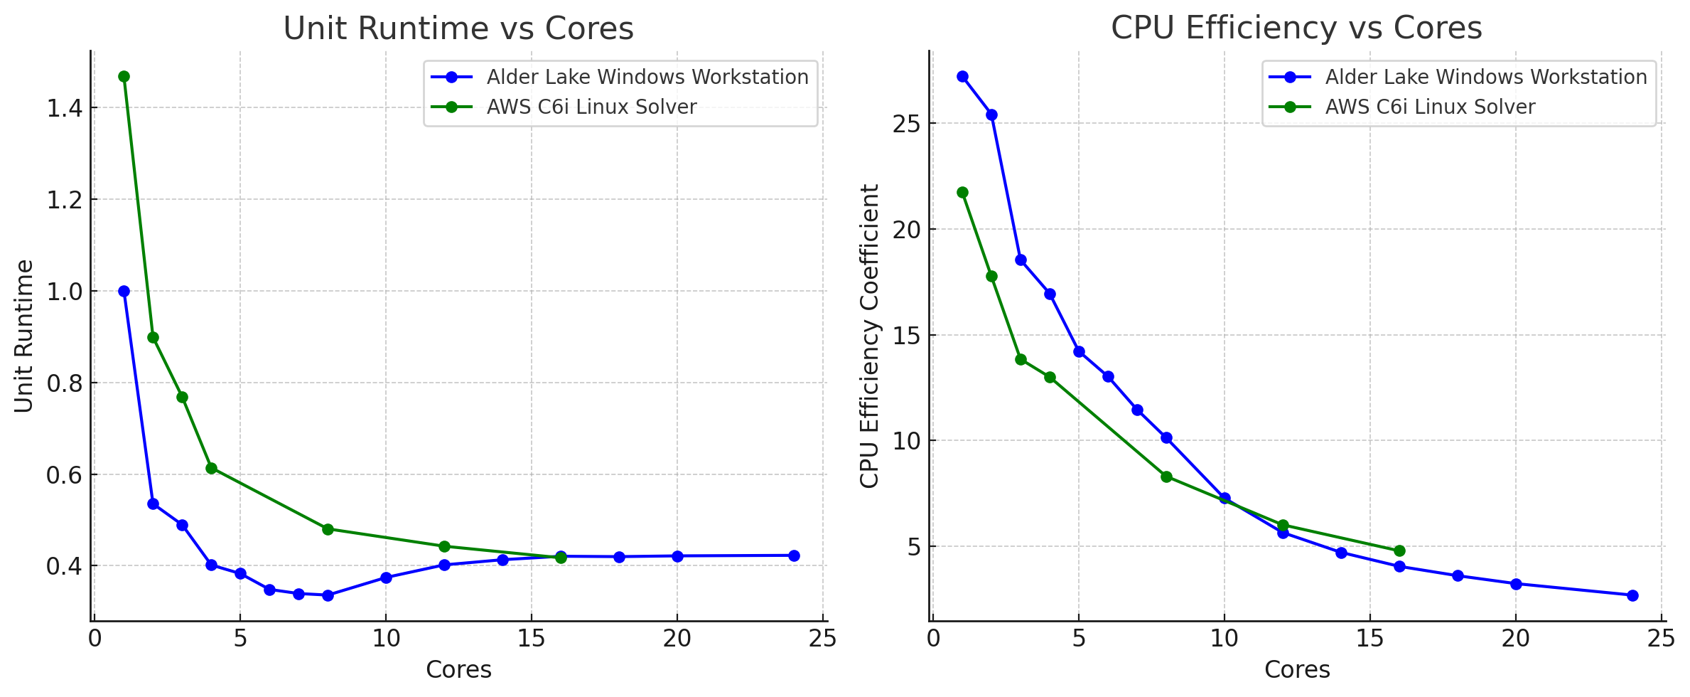 Unit Runtime vs Cores
Alder Lake Windows Workstation
AWS C6i Linux Solver
Unit Runtime
1.4
1.2
1.0
0.8
0.6
0.4
0 5 10 15 20 25
Cores
CPU Efficiency vs Cores
Alder Lake Windows Workstation
AWS C6i Linux Solver
CPU Efficiency Coefficient
25
20
15
10
5
0 5 10 15 20 25
Cores